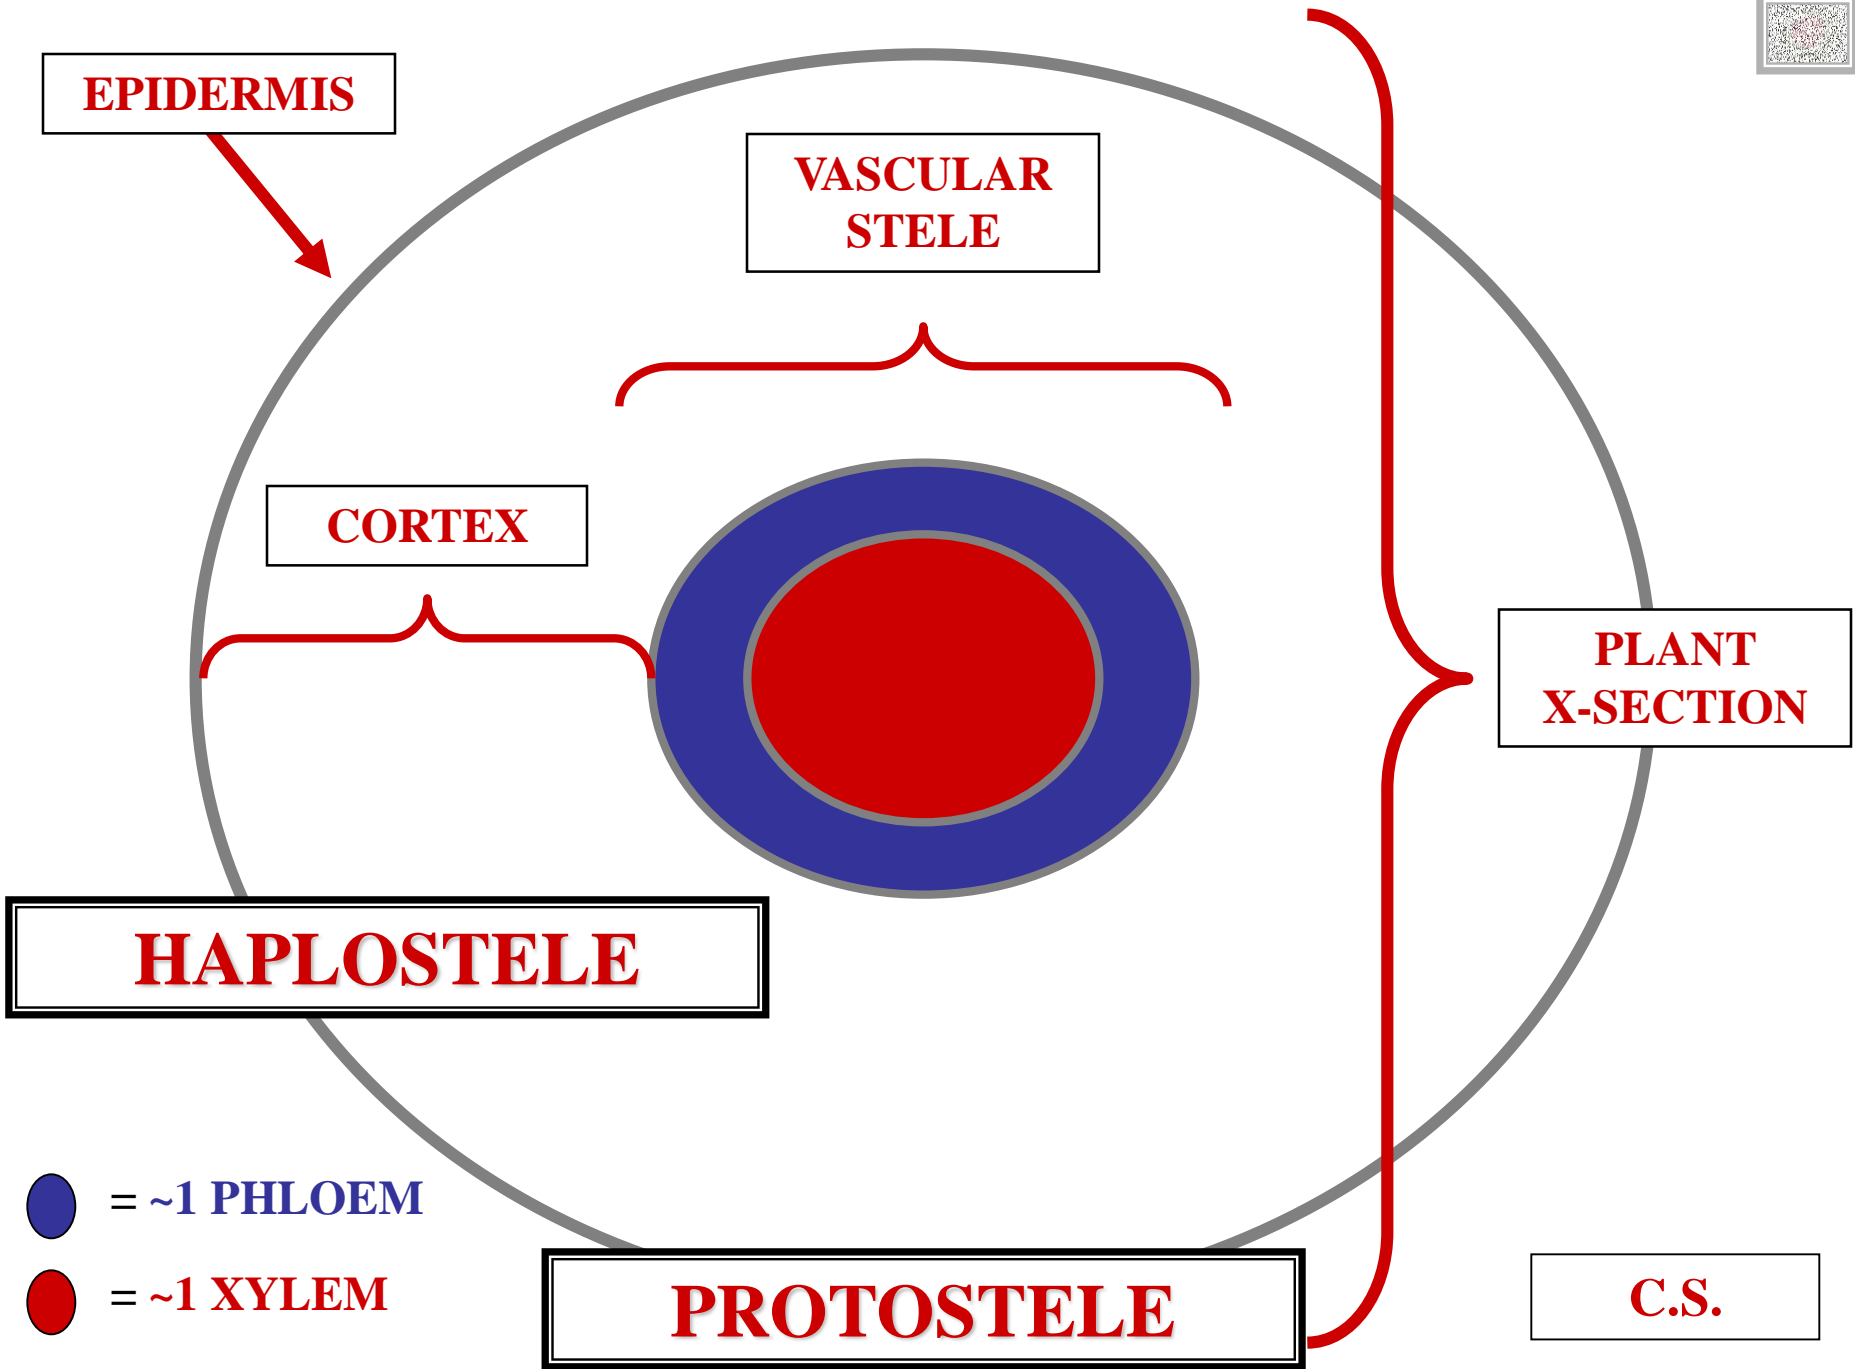 EPIDERMIS
VASCULAR
STELE
CORTEX
PLANT
X-SECTION
HAPLOSTELE
= ~1 PHLOEM
= ~1 XYLEM
PROTOSTELE
C.S.